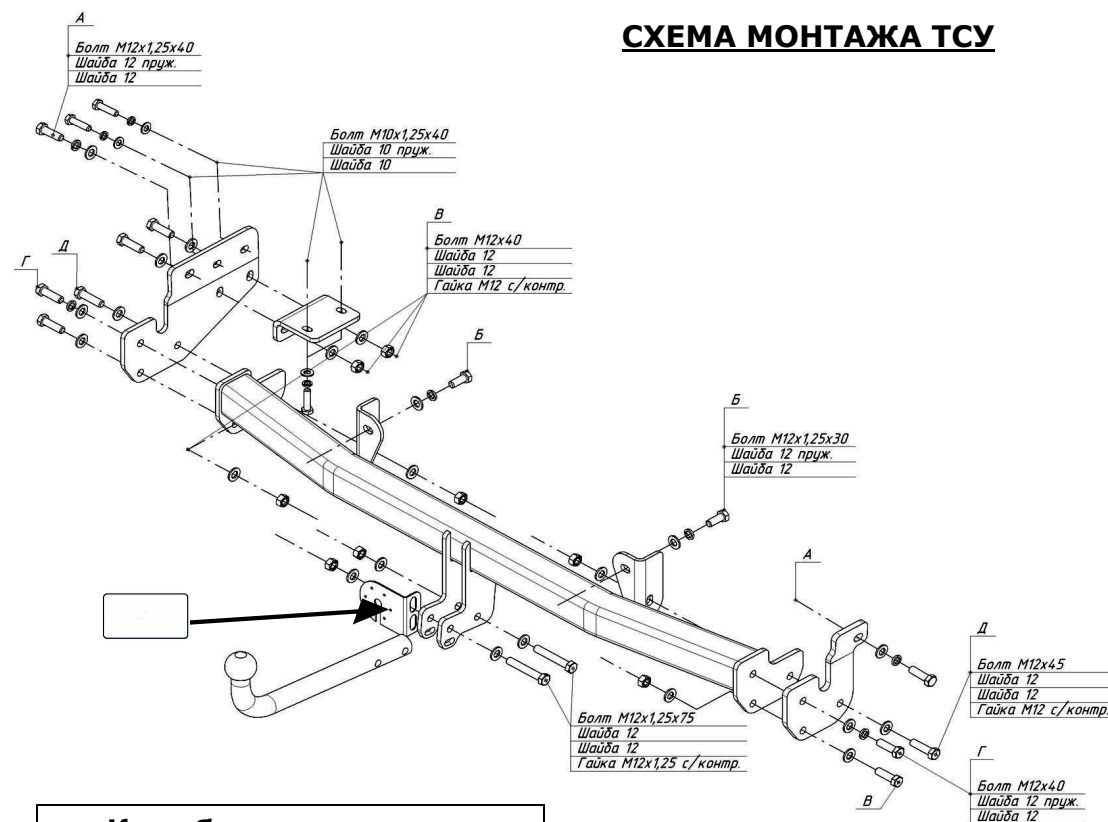 СХЕМА МОНТАЖА ТСУ
А
Болт М12х1,25х40
Шайба 12 пруж.
Шайба 12
Болт М10х1,25х40
Шайба 10 пруж.
Шайба 10
В
Болт М12х40
Шайба 12
Шайба 12
Гайка М12 с/контр.
Г
Д
Б
Б
Болт М12х1,25х30
Шайба 12 пруж.
Шайба 12
А
Д
Болт М12х45
Шайба 12
Шайба 12
Гайка М12 с/контр.
Болт М12х1,25х75
Шайба 12
Шайба 12
Гайка М12х1,25 с/контр.
Г
Болт М12х40
Шайба 12 пруж.
Шайба 12
В